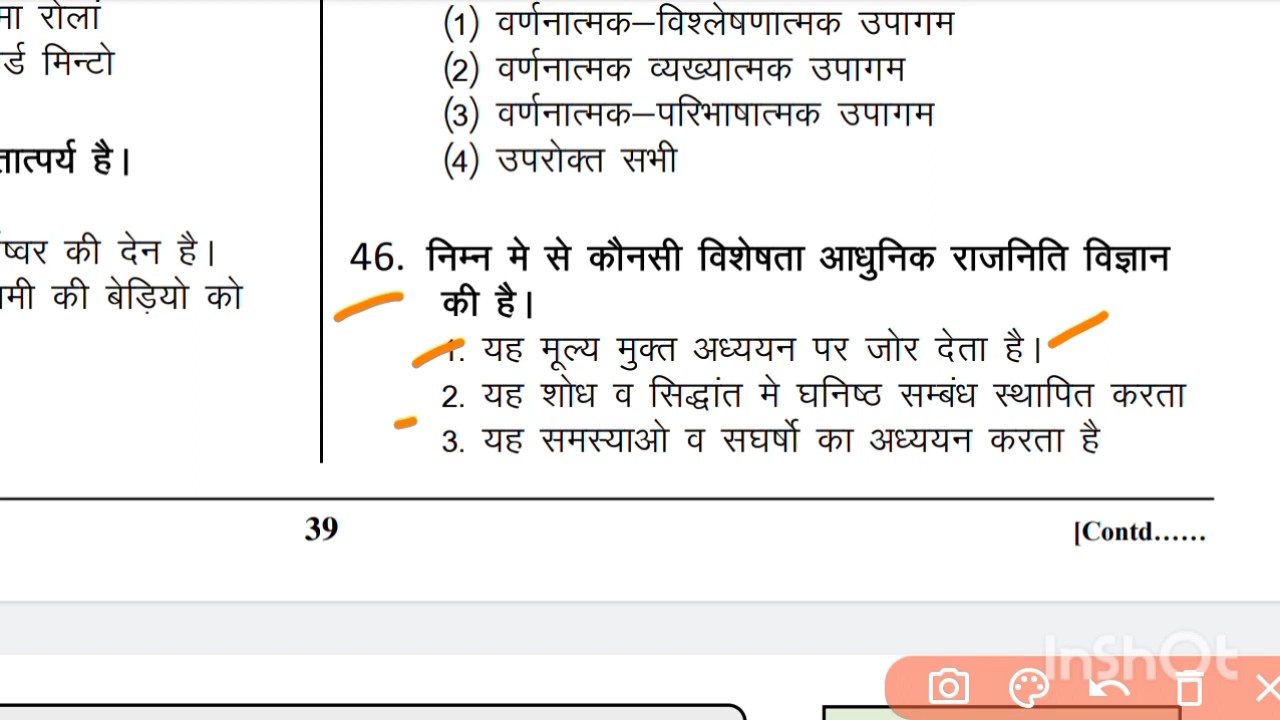 मा रोलां
र्ड मिन्टो
तात्पर्य है।
ष्वर की देन है।
मी की बेड़ियो को
(1) वर्णनात्मक–विश्लेषणात्मक उपागम
(2) वर्णनात्मक व्यख्यात्मक उपागम
(3) वर्णनात्मक–परिभाषात्मक उपागम
(4) उपरोक्त सभी
46. निम्न मे से कौनसी विशेषता आधुनिक राजनिति विज्ञान
की है।
1. यह मूल्य मुक्त अध्ययन पर जोर देता है।
2. यह शोध व सिद्धांत मे घनिष्ठ सम्बंध स्थापित करता
3. यह समस्याओ व सघर्षो का अध्ययन करता है
39
[Contd......
InShOt